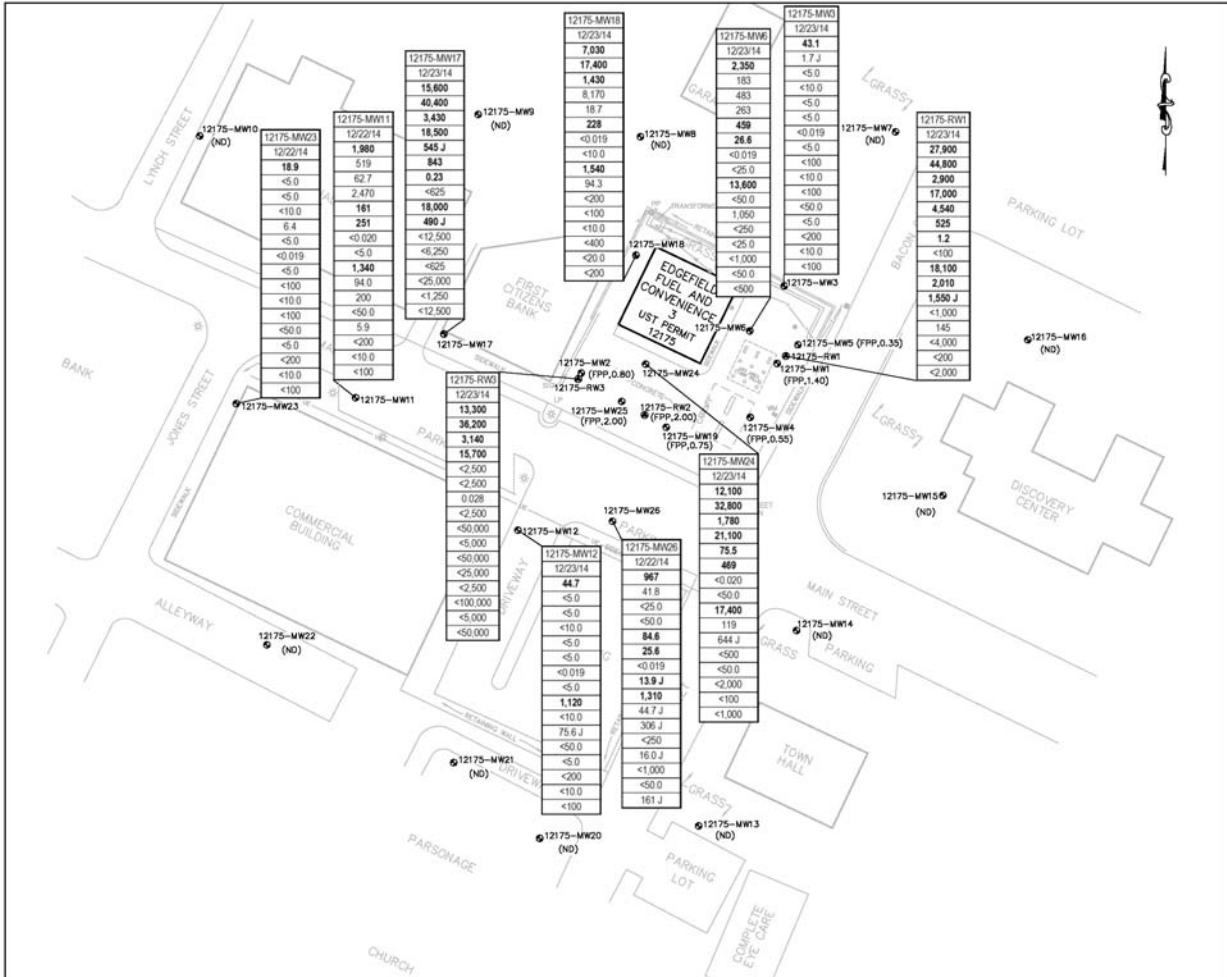 12175-MW18
12/23/14
7,030
17,400
1,430
8,170
18.7
228
<0.019
<10.0
1,540
94.3
<200
<100
<10.0
<400
<20.0
<200
12175-MW3
12/23/14
43.1
1.7 J
<5.0
<10.0
<5.0
<5.0
<0.019
<5.0
<100
<10.0
<100
<50.0
<5.0
<200
<10.0
<100
12175-MW6
12/23/14
2,350
183
483
263
459
26.6
<0.019
<25.0
13,600
<50.0
1,050
<250
<25.0
<1,000
<50.0
<500
12175-MW17
12/23/14
15,600
40,400
3,430
18,500
545 J
843
0.23
<625
18,000
490 J
<12,500
<6,250
<625
<25,000
<1,250
<12,500
12175-MW11
12/22/14
1,980
519
62.7
2,470
161
251
<0.020
<5.0
1,340
94.0
200
<50.0
5.9
<200
<10.0
<100
12175-MW23
12/22/14
18.9
<5.0
<5.0
<10.0
6.4
<5.0
<0.019
<5.0
<100
<10.0
<100
<50.0
<5.0
<200
<10.0
<100
12175-RW1
12/23/14
27,900
44,800
2,900
17,000
4,540
525
1.2
<100
18,100
2,010
1,550 J
<1,000
145
<4,000
<200
<2,000
LYNCH STREET
12175-MW10
(ND)
12175-MW9
(ND)
12175-MW8
(ND)
12175-MW7
(ND)
GRASS
PARKING LOT
BACON
TRANSFORMER
GRASS
12175-MW18
FIRST
CITIZENS
BANK
EDGEFIELD
FUEL AND
CONVENIENCE
3
UST PERMIT
12175
12175-MW3
12175-MW6
12175-MW5 (FPP,0.35)
12175-RW1
12175-MW1
(FPP,1.40)
12175-MW16
(ND)
12175-MW17
SIDEWALK
12175-MW2
(FPP,0.80)
12175-RW3
12175-MW24
CONCRETE
SIDEWALK
SIDEWALK
BANK
JONES STREET
12175-MW23
12175-MW11
12175-MW25
(FPP,2.00)
12175-RW2
(FPP,2.00)
12175-MW19
(FPP,0.75)
12175-MW4
(FPP,0.55)
GRASS
12175-RW3
12/23/14
13,300
36,200
3,140
15,700
<2,500
<2,500
0.028
<2,500
<50,000
<5,000
<50,000
<25,000
<2,500
<100,000
<5,000
<50,000
12175-MW24
12/23/14
12,100
32,800
1,780
21,100
75.5
469
<0.020
<50.0
17,400
119
644 J
<500
<50.0
<2,000
<100
<1,000
12175-MW15
(ND)
DISCOVERY
CENTER
SIDEWALK
COMMERCIAL
BUILDING
12175-MW12
12175-MW26
DRIVEWAY
12175-MW12
12/23/14
44.7
<5.0
<5.0
<10.0
<5.0
<5.0
<0.019
<5.0
1,120
<10.0
75.6 J
<50.0
<5.0
<200
<10.0
<100
12175-MW26
12/22/14
967
41.8
<25.0
<50.0
84.6
25.6
<0.019
13.9 J
1,310
44.7 J
306 J
<250
16.0 J
<1,000
<50.0
161 J
MAIN STREET
12175-MW14
(ND)
GRASS
PARKING
ALLEYWAY
12175-MW22
(ND)
RETAINING WALL
TOWN
HALL
12175-MW21
(ND)
GRASS
12175-MW13
(ND)
12175-MW20
(ND)
PARSONAGE
PARKING
LOT
COMPLETE
EYE CARE
CHURCH